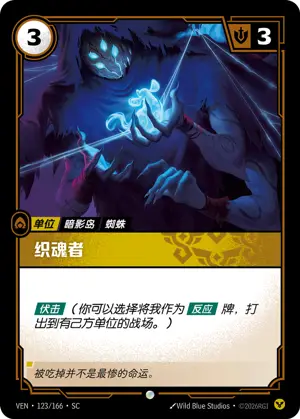 3
3
单位 暗影岛 蜘蛛
织魂者
伏击（你可以选择将我作为 反应 牌，打
出到有己方单位的战场。）
被吃掉并不是最惨的命运。
VEN • 123/166 • SC
Wild Blue Studios • ©2026RGI